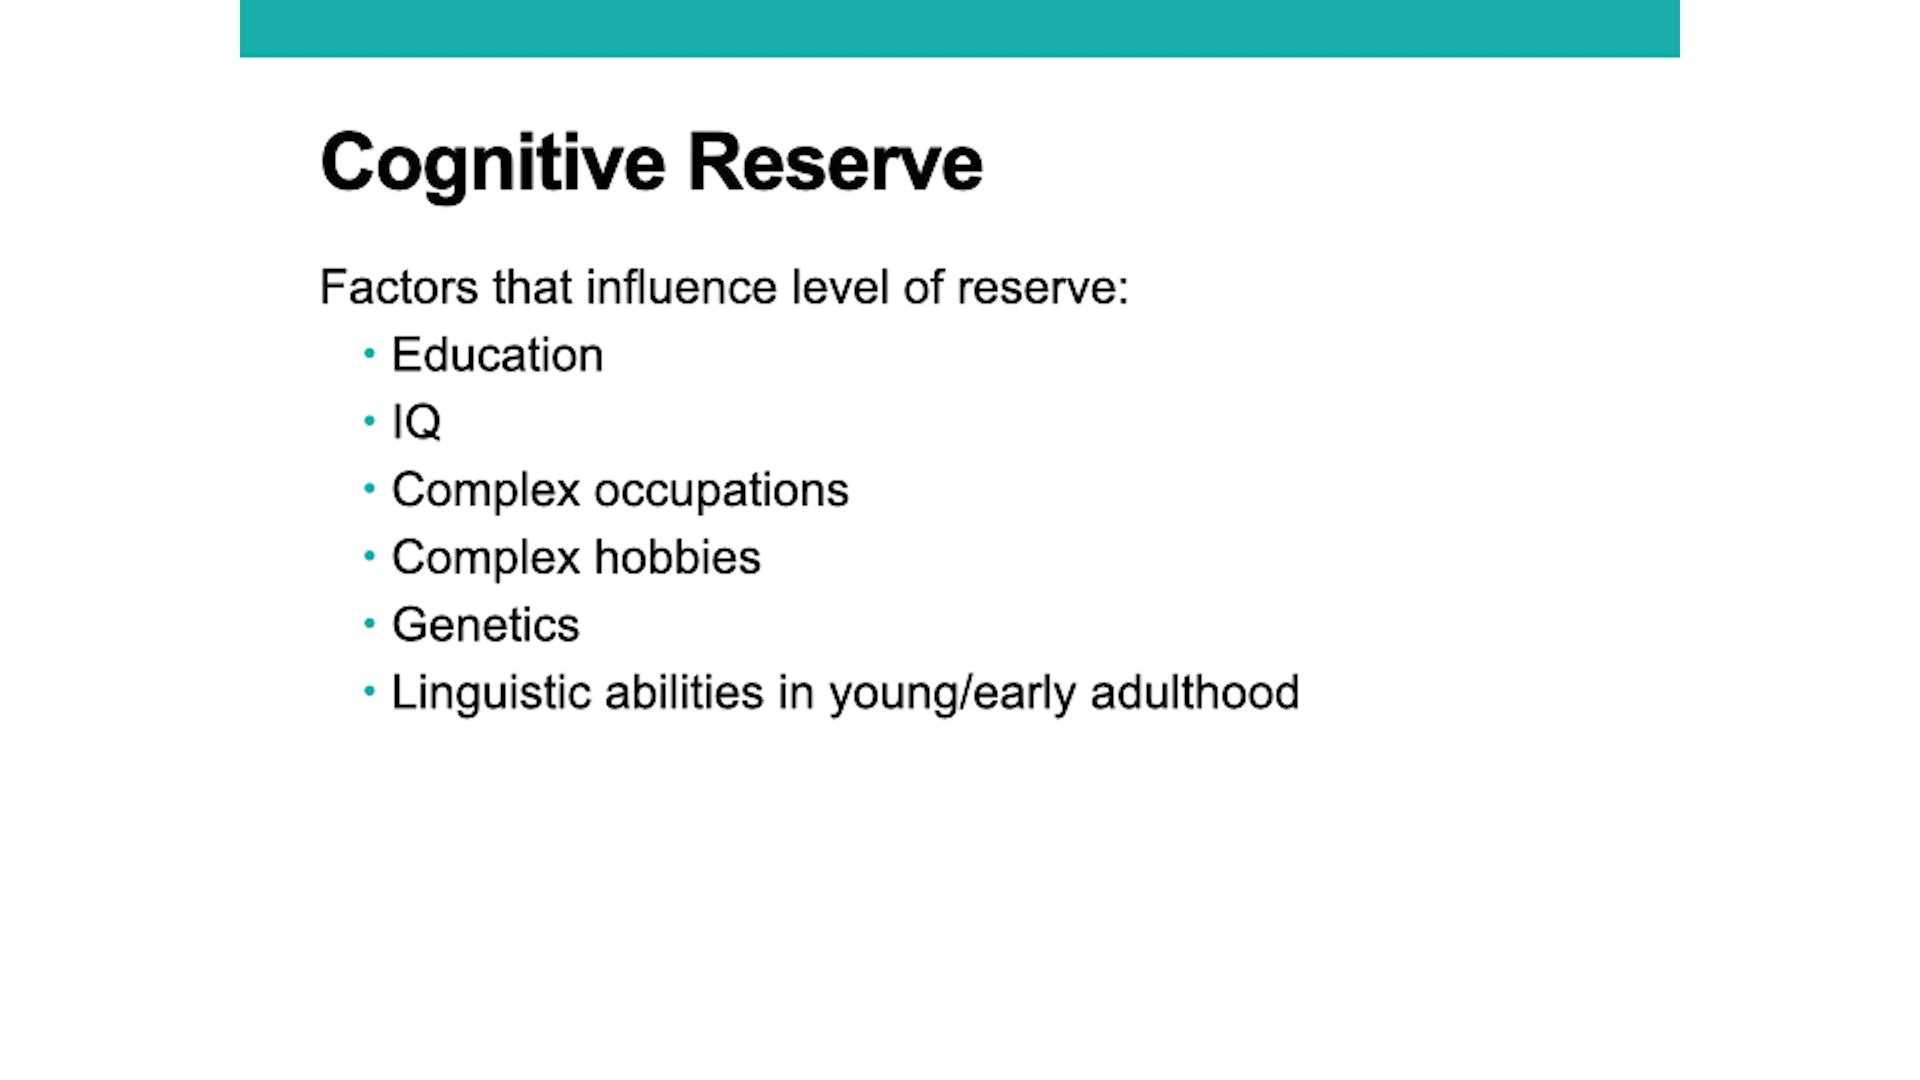 Cognitive Reserve
Factors that influence level of reserve:
• Education
• IQ
• Complex occupations
• Complex hobbies
• Genetics
• Linguistic abilities in young/early adulthood